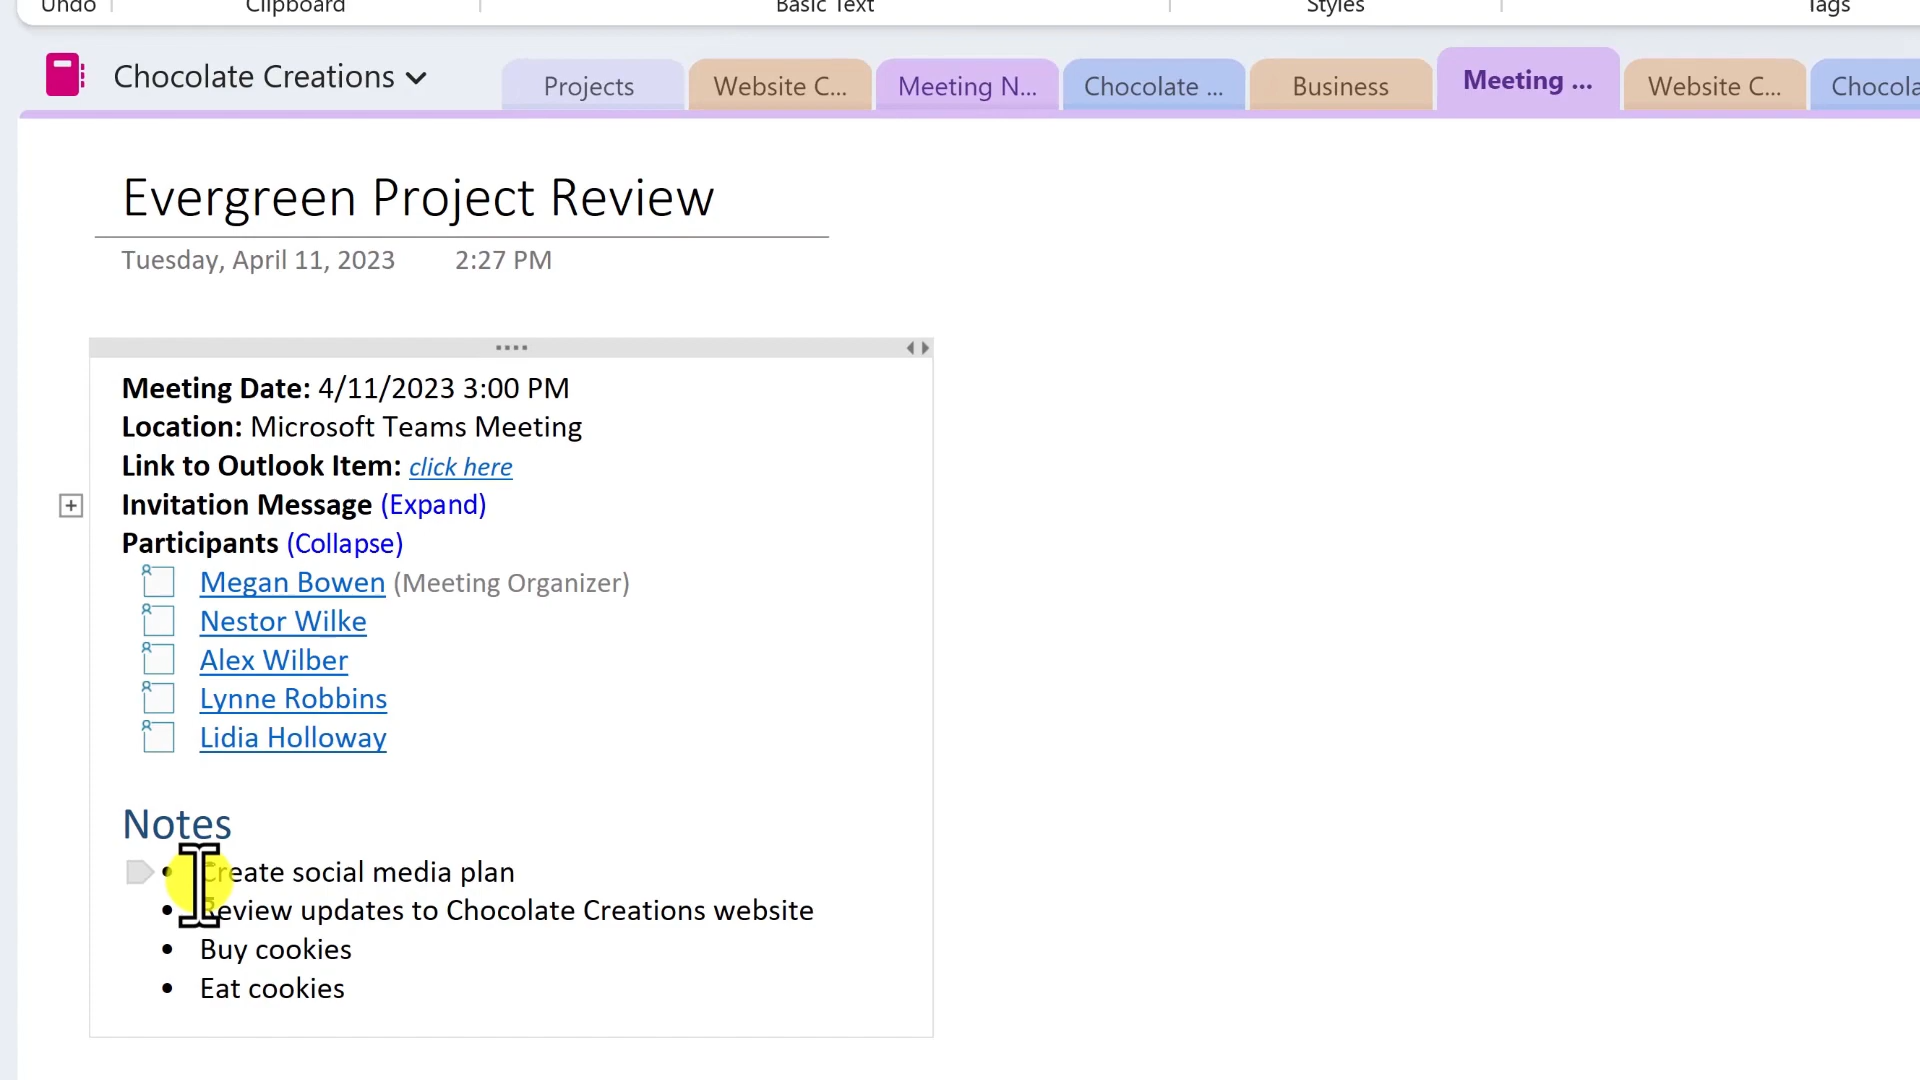 Undo Clipboard Basic Text Styles Tags
Chocolate Creations Projects Website C... Meeting N... Chocolate ... Business Meeting ... Website C... Chocola
Evergreen Project Review
Tuesday, April 11, 2023 2:27 PM
Meeting Date: 4/11/2023 3:00 PM
Location: Microsoft Teams Meeting
Link to Outlook Item: click here
Invitation Message (Expand)
Participants (Collapse)
Megan Bowen (Meeting Organizer)
Nestor Wilke
Alex Wilber
Lynne Robbins
Lidia Holloway
Notes
• Create social media plan
• Review updates to Chocolate Creations website
• Buy cookies
• Eat cookies